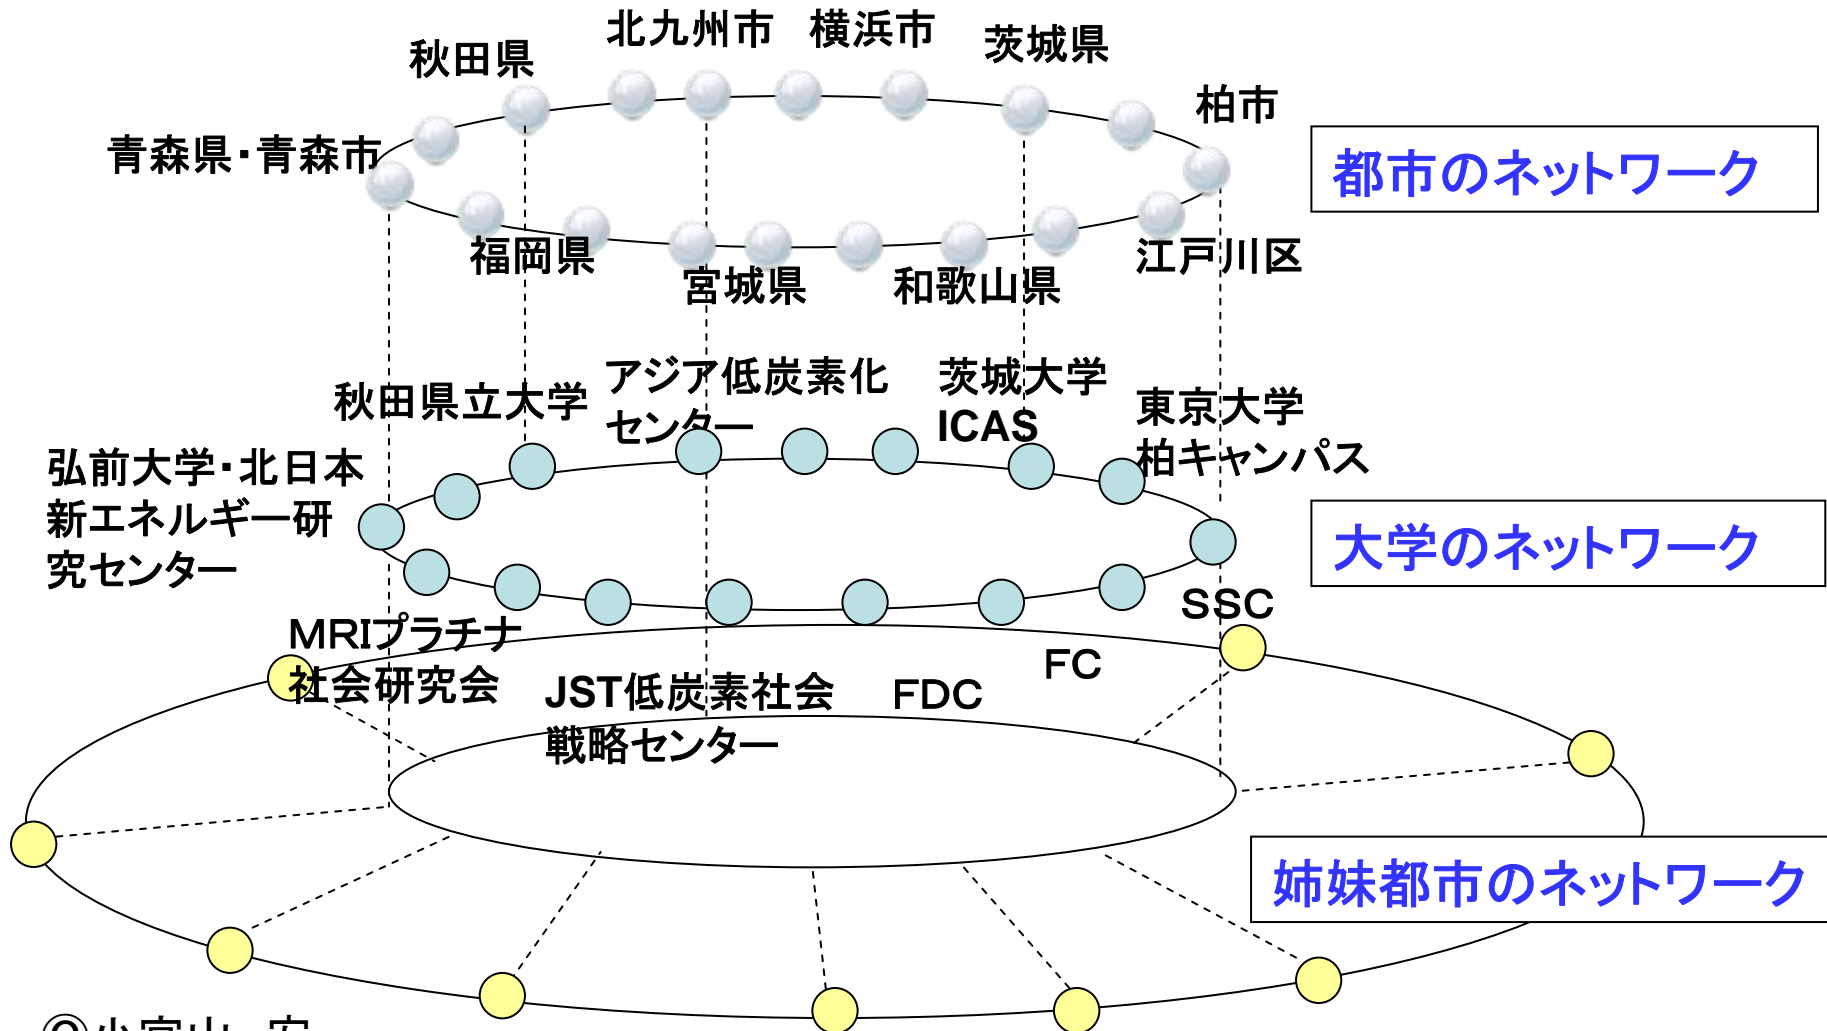 北九州市
横浜市
茨城県
秋田県
柏市
青森県・青森市
都市のネットワーク
福岡県
宮城県
和歌山県
江戸川区
秋田県立大学
アジア低炭素化
センター
茨城大学
ICAS
東京大学
柏キャンパス
弘前大学・北日本
新エネルギー研
究センター
大学のネットワーク
MRIプラチナ
社会研究会
JST低炭素社会
戦略センター
FDC
FC
SSC
姉妹都市のネットワーク